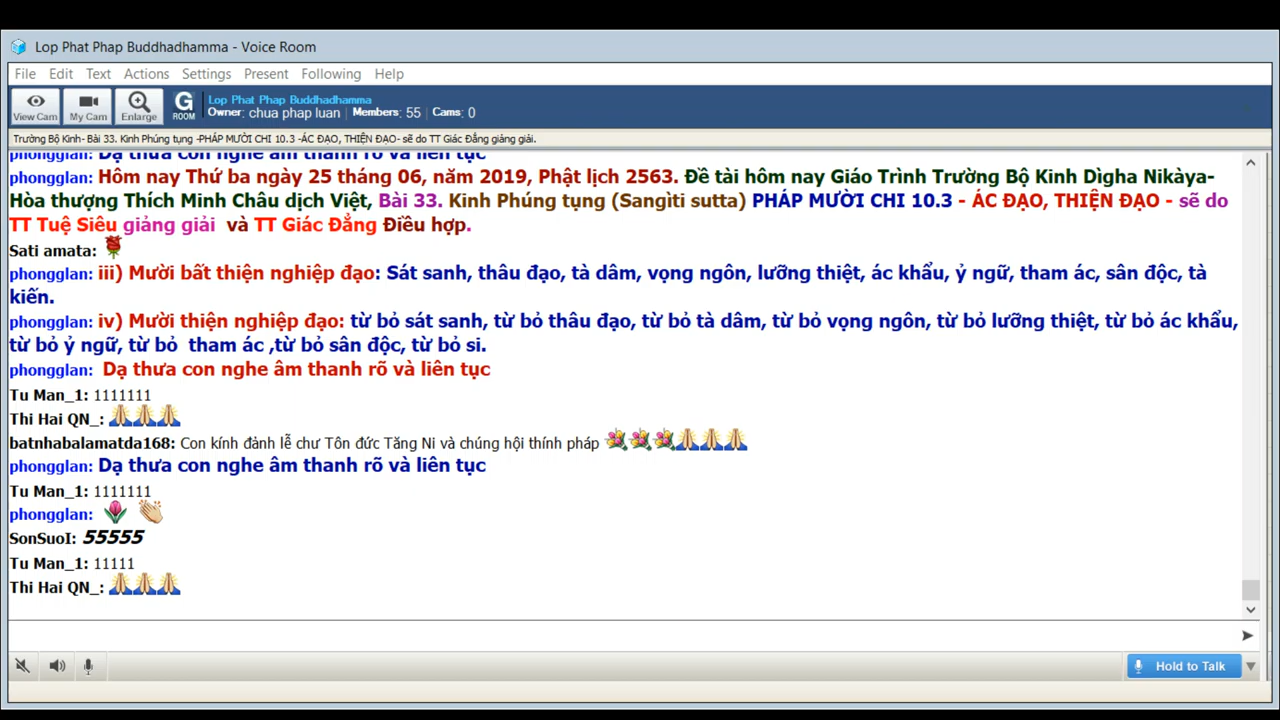 Lop Phat Phap Buddhadhamma - Voice Room
File Edit Text Actions Settings Present Following Help
View Cam My Cam Enlarge G ROOM Lop Phat Phap Buddhadhamma
Owner: chua phap luan | Members: 55 | Cams: 0
Trường Bộ Kinh- Bài 33. Kinh Phúng tụng -PHÁP MƯỜI CHI 10.3 -ÁC ĐẠO, THIỆN ĐẠO- sẽ do TT Giác Đẳng giảng giải.
phongglan: Dạ thưa con nghe âm thanh rõ và liên tục
phongglan: Hôm nay Thứ ba ngày 25 tháng 06, năm 2019, Phật lịch 2563. Đề tài hôm nay Giáo Trình Trường Bộ Kinh Dìgha Nikàya-
Hòa thượng Thích Minh Châu dịch Việt, Bài 33. Kinh Phúng tụng (Sangìti sutta) PHÁP MƯỜI CHI 10.3 - ÁC ĐẠO, THIỆN ĐẠO - sẽ do
TT Tuệ Siêu giảng giải và TT Giác Đẳng Điều hợp.
Sati amata:
phongglan: iii) Mười bất thiện nghiệp đạo: Sát sanh, thâu đạo, tà dâm, vọng ngôn, lưỡng thiệt, ác khẩu, ỷ ngữ, tham ác, sân độc, tà
kiến.
phongglan: iv) Mười thiện nghiệp đạo: từ bỏ sát sanh, từ bỏ thâu đạo, từ bỏ tà dâm, từ bỏ vọng ngôn, từ bỏ lưỡng thiệt, từ bỏ ác khẩu,
từ bỏ ỷ ngữ, từ bỏ tham ác ,từ bỏ sân độc, từ bỏ si.
phongglan: Dạ thưa con nghe âm thanh rõ và liên tục
Tu Man_1: 1111111
Thi Hai QN_:
batnhabalamatda168: Con kính đảnh lễ chư Tôn đức Tăng Ni và chúng hội thính pháp
phongglan: Dạ thưa con nghe âm thanh rõ và liên tục
Tu Man_1: 1111111
phongglan:
SonSuoI: 55555
Tu Man_1: 11111
Thi Hai QN_:
Hold to Talk